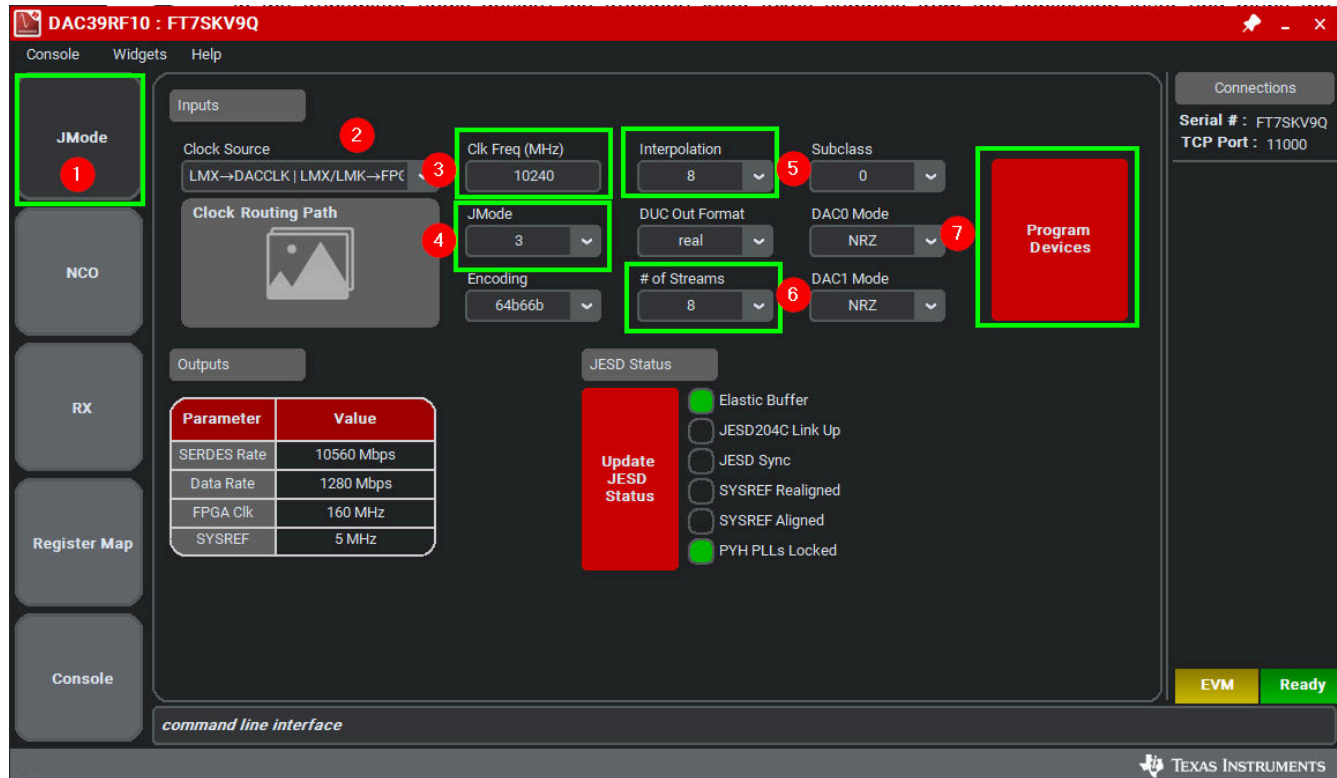 DAC39RF10 : FT7SKV9Q
Console Widgets Help
JMode
1
NCO
RX
Register Map
Console
Inputs
Clock Source
2
LMX→DACCLK | LMX/LMK→FPG
Clock Routing Path
3
Clk Freq (MHz)
10240
4
JMode
3
Encoding
64b66b
Interpolation
8
DUC Out Format
real
# of Streams
8
5
Subclass
0
DAC0 Mode
NRZ
6
DAC1 Mode
NRZ
7
Program
Devices
Outputs
Parameter Value
SERDES Rate 10560 Mbps
Data Rate 1280 Mbps
FPGA Clk 160 MHz
SYSREF 5 MHz
JESD Status
Update
JESD
Status
Elastic Buffer
JESD204C Link Up
JESD Sync
SYSREF Realigned
SYSREF Aligned
PYH PLLs Locked
command line interface
Connections
Serial # : FT7SKV9Q
TCP Port : 11000
EVM Ready
TEXAS INSTRUMENTS